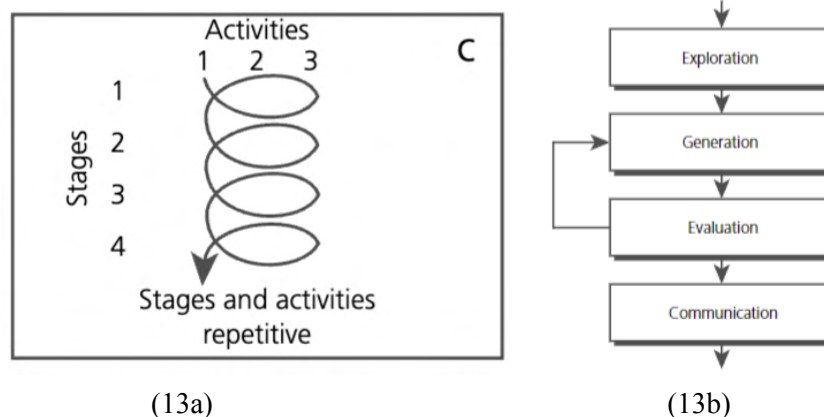 Activities
C
1 2 3
Stages
1
2
3
4
Stages and activities
repetitive
(13a)
Exploration
Generation
Evaluation
Communication
(13b)